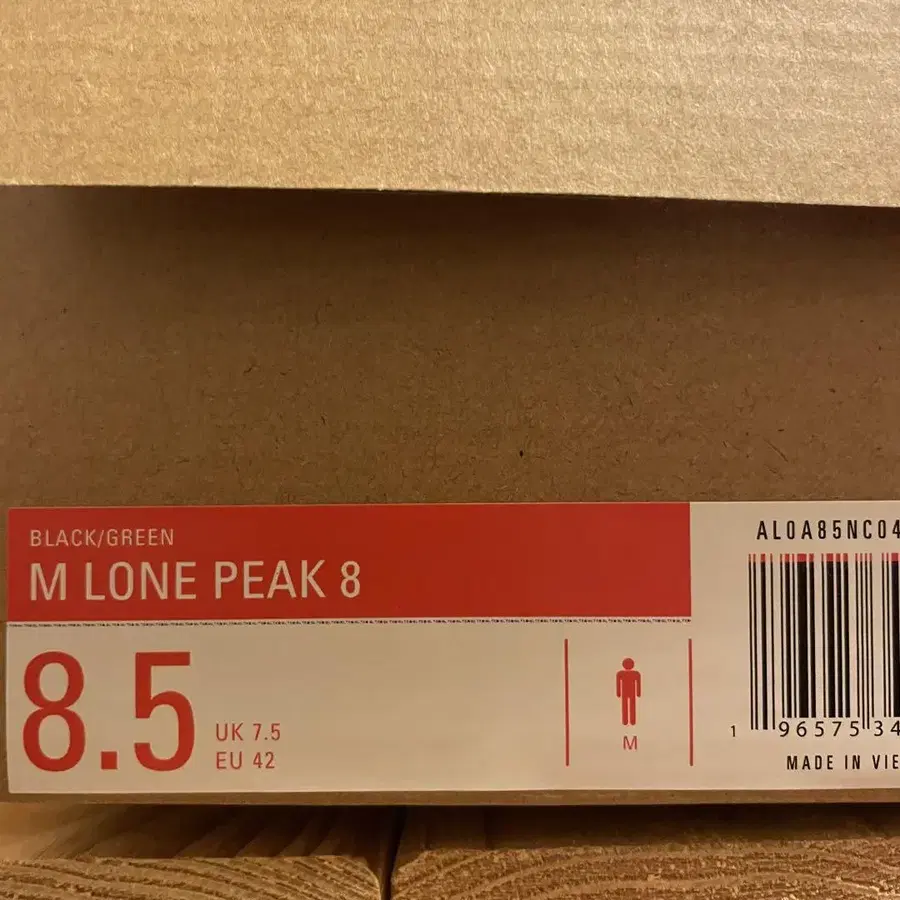 BLACK/GREEN
M LONE PEAK 8
8.5
UK 7.5
EU 42
M
AL0A85NC04
1 96575 34
MADE IN VIE